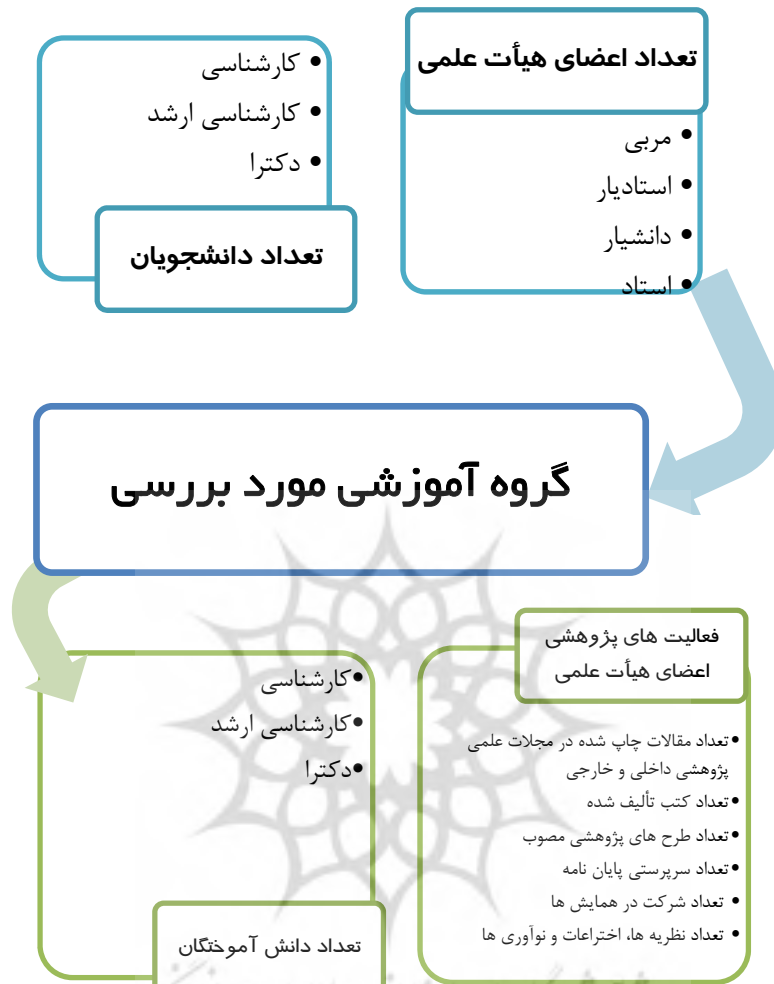 تعداد اعضای هیأت علمی
• مربی
• استادیار
• دانشیار
• استاد
• کارشناسی
• کارشناسی ارشد
• دکترا
تعداد دانشجویان
گروه آموزشی مورد بررسی
فعالیت های پژوهشی
اعضای هیأت علمی
•تعداد مقالات چاپ شده در مجلات علمی
پژوهشی داخلی و خارجی
•تعداد کتب تألیف شده
•تعداد طرح های پژوهشی مصوب
•تعداد سرپرستی پایان نامه
• تعداد شرکت در همایش ها
• تعداد نظریه ها، اختراعات و نوآوری ها
•کارشناسی
•کارشناسی ارشد
•دکترا
تعداد دانش آموختگان